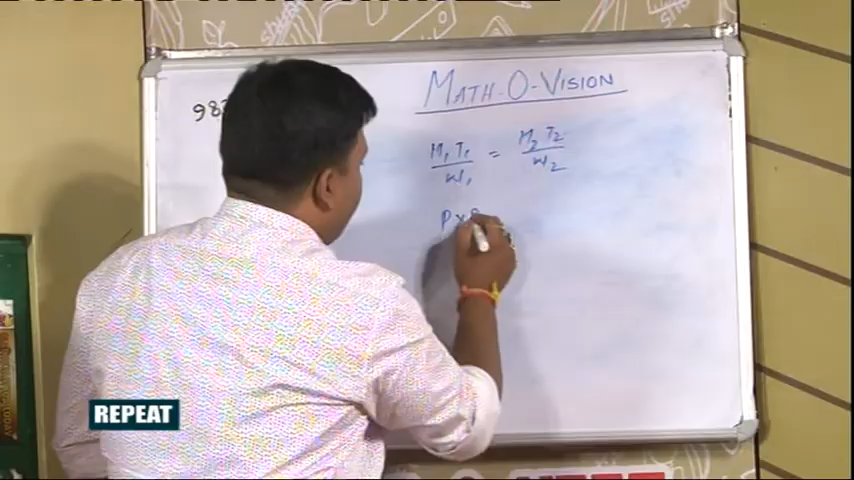 MATH-O-VISION
98
M₁ T₁ / W₁ = M₂ T₂ / W₂
P ×
REPEAT